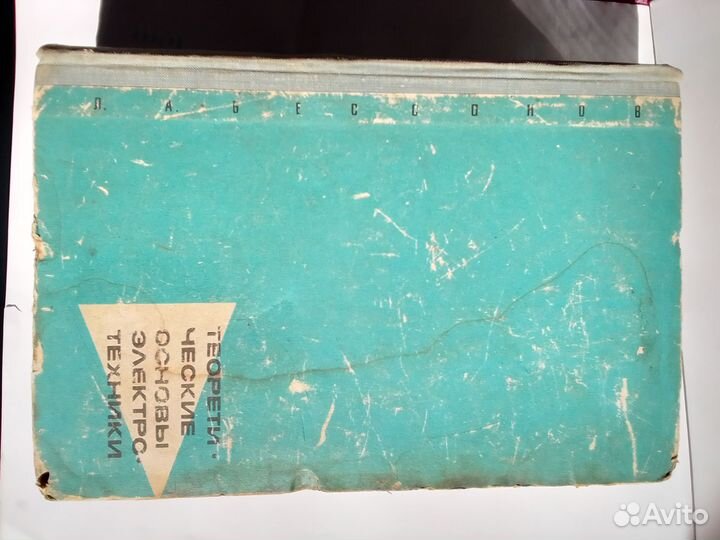 Л. А. БЕССОНОВ
ТЕОРЕТИ-
ЧЕСКИЕ
ОСНОВЫ
ЭЛЕКТРО-
ТЕХНИКИ
Avito